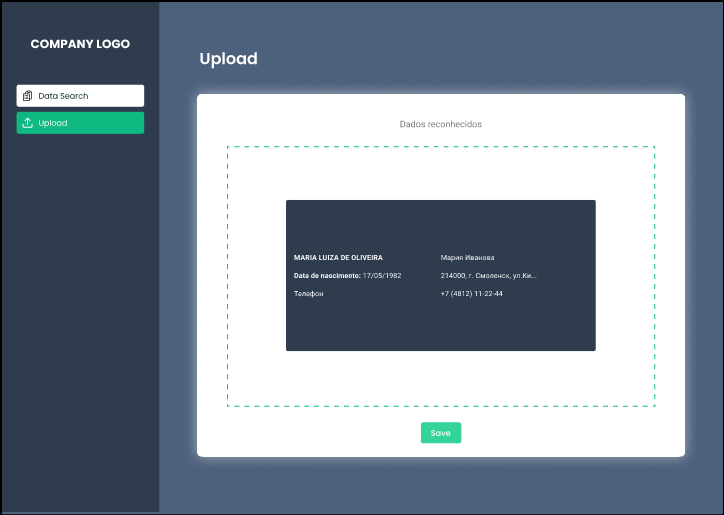 COMPANY LOGO
Data Search
Upload
Upload
Dados reconhecidos
MARIA LUIZA DE OLIVEIRA
Мария Иванова
Data de nascimento: 17/05/1982
214000, г. Смоленск, ул.Ки...
Телефон
+7 (4812) 11-22-44
Save